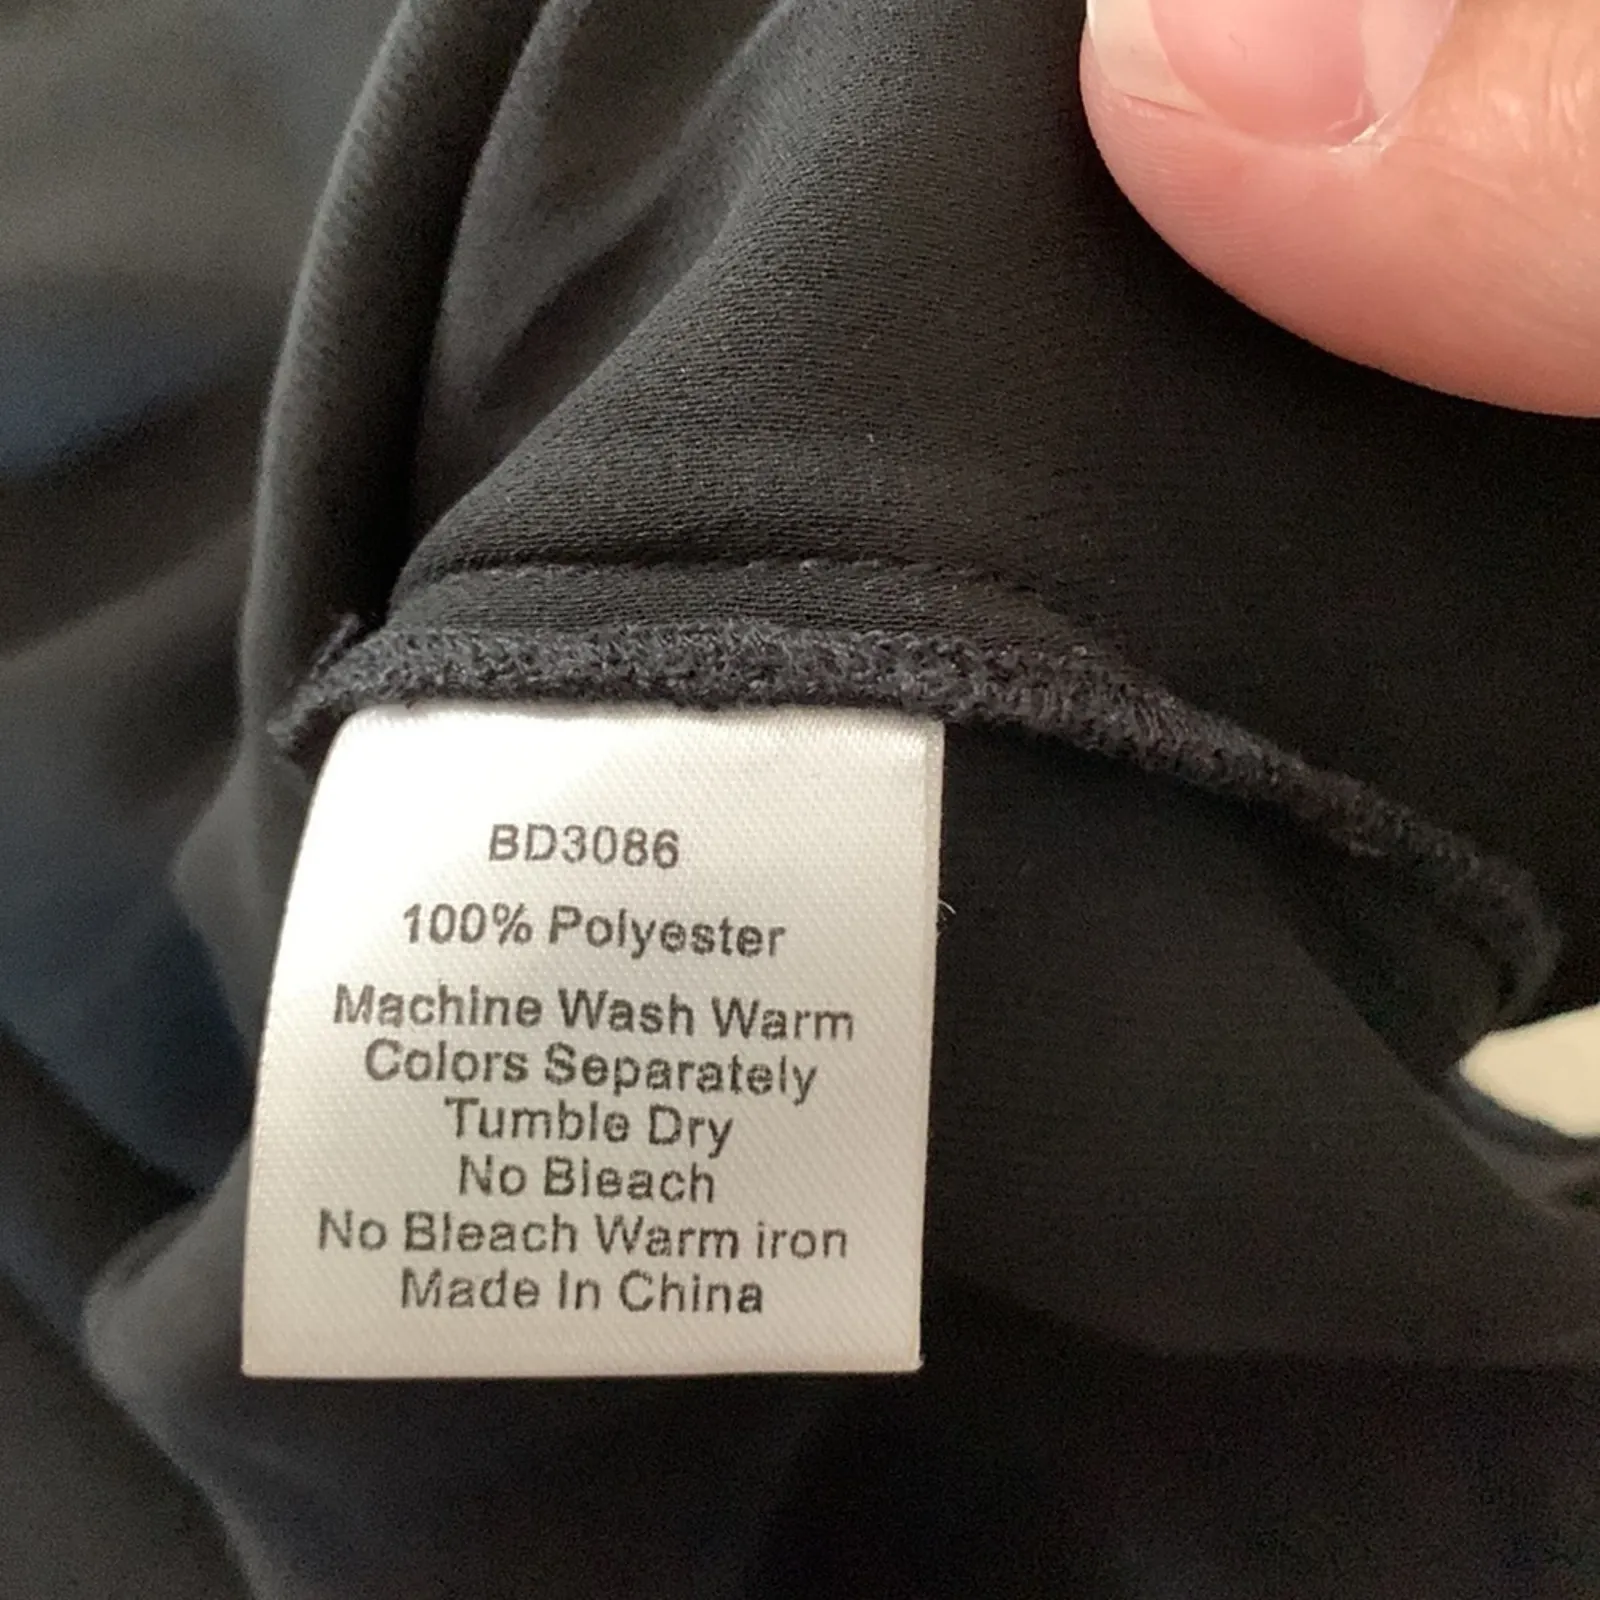 BD3086
100% Polyester
Machine Wash Warm
Colors Separately
Tumble Dry
No Bleach
No Bleach Warm iron
Made In China